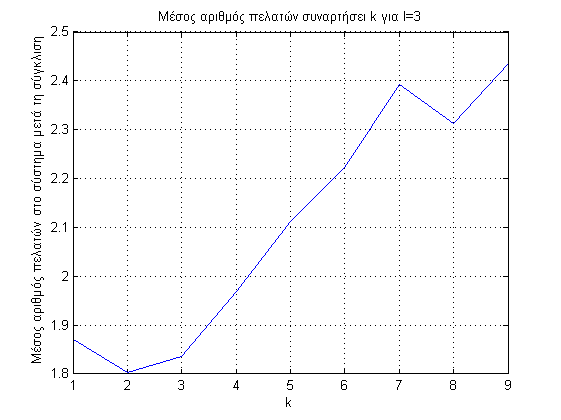 Μέσος αριθμός πελατών συναρτήσει k για l=3
Μέσος αριθμός πελατών στο σύστημα μετά τη σύγκλιση
2.5
2.4
2.3
2.2
2.1
2
1.9
1.8
1 2 3 4 5 6 7 8 9
k